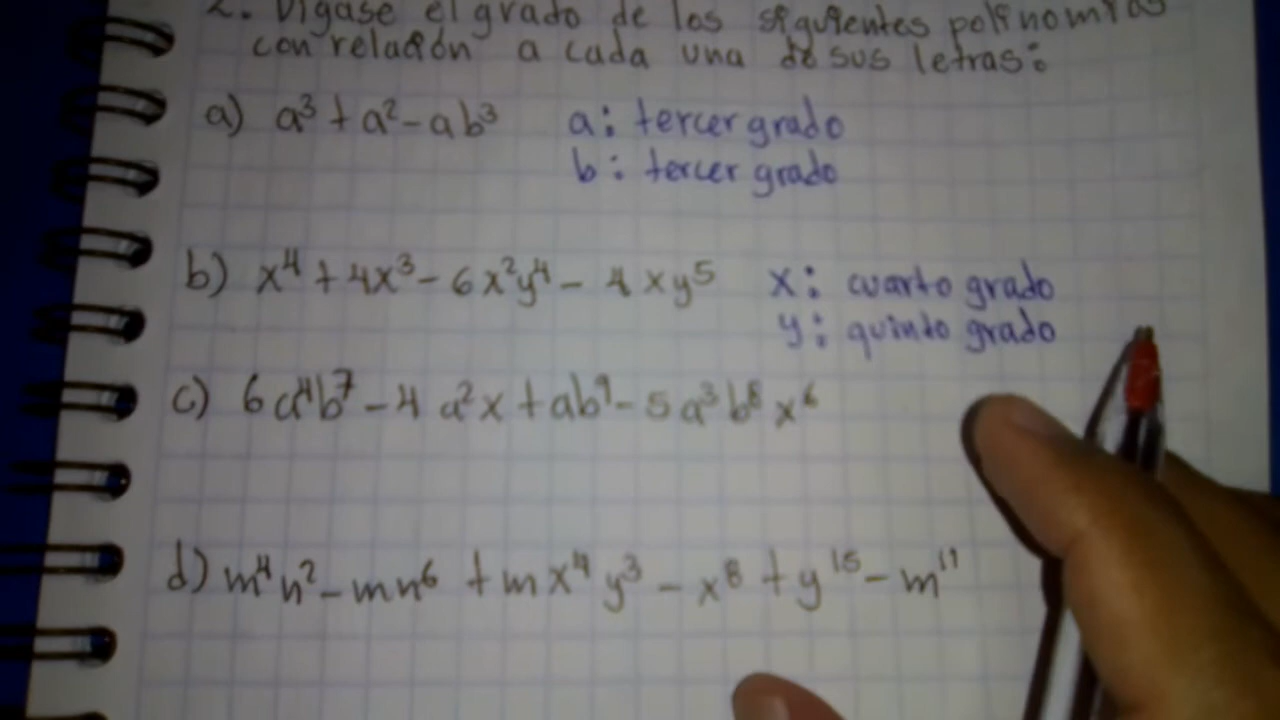 2. Dígase el grado de los siguientes polinomios
con relación a cada una de sus letras:
a) a³ + a² - ab³ a: tercer grado
b: tercer grado
b) x⁴ + 4x³ - 6x²y⁴ - 4xy⁵ x: cuarto grado
y: quinto grado
c) 6a⁴b⁷ - 4a²x + ab⁹ - 5a³b⁸x⁶
d) m⁴n² - mn⁶ + mx⁴y³ - x⁸ + y¹⁵ - m¹¹